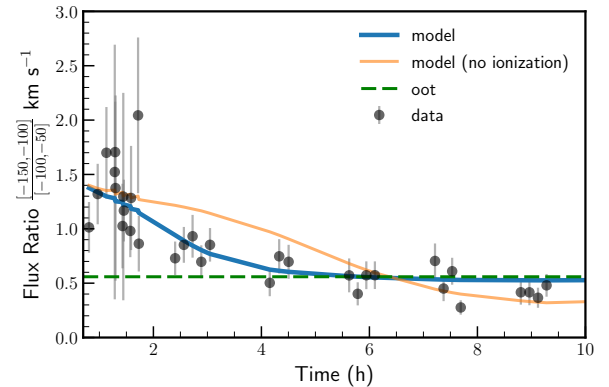 3.0
2.5
2.0
1.5
1.0
0.5
0.0
Flux Ratio [-150,-100]/[-100,-50] km s⁻¹
model
model (no ionization)
oot
data
2
4
6
8
10
Time (h)